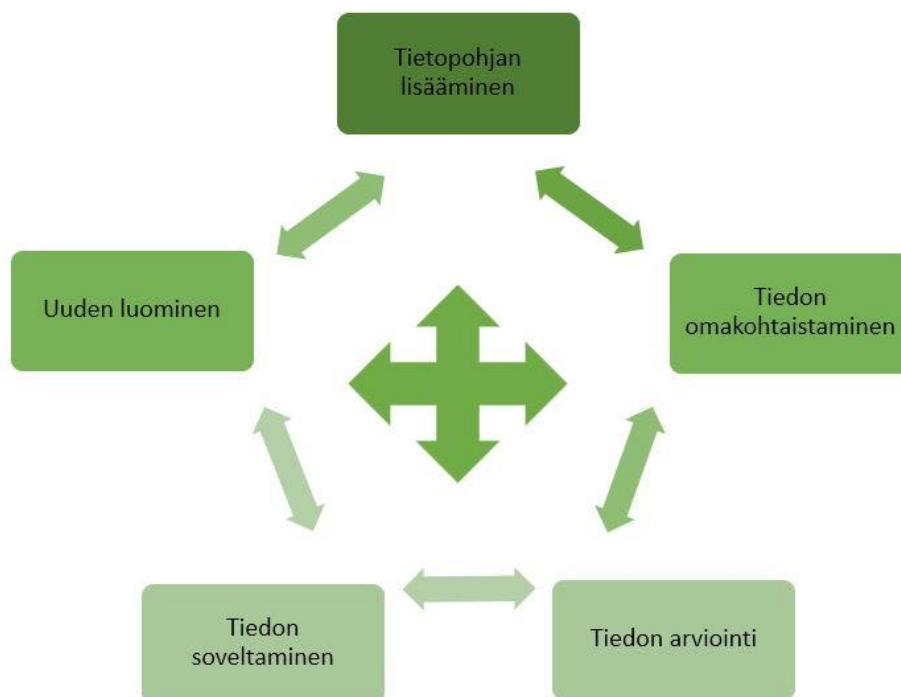 Tietopohjan
lisääminen
Uuden luominen
Tiedon
omakohtaistaminen
Tiedon
soveltaminen
Tiedon arviointi